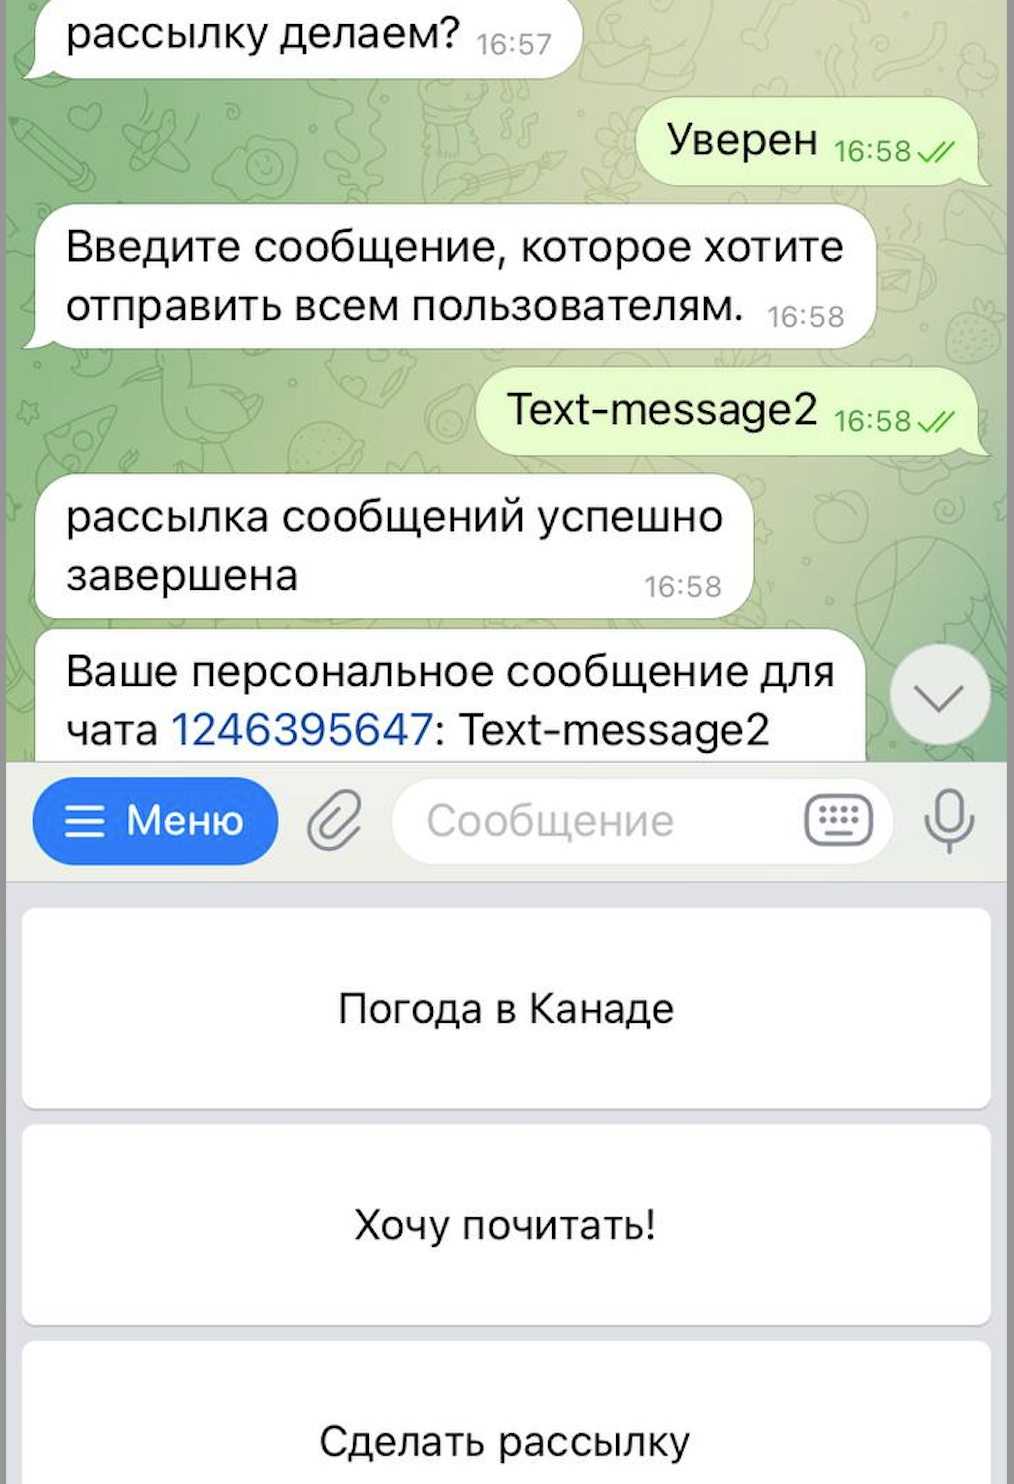 рассылку делаем? 16:57
Уверен 16:58
Введите сообщение, которое хотите
отправить всем пользователям. 16:58
Text-message2 16:58
рассылка сообщений успешно
завершена 16:58
Ваше персональное сообщение для
чата 1246395647: Text-message2
Меню Сообщение
Погода в Канаде
Хочу почитать!
Сделать рассылку